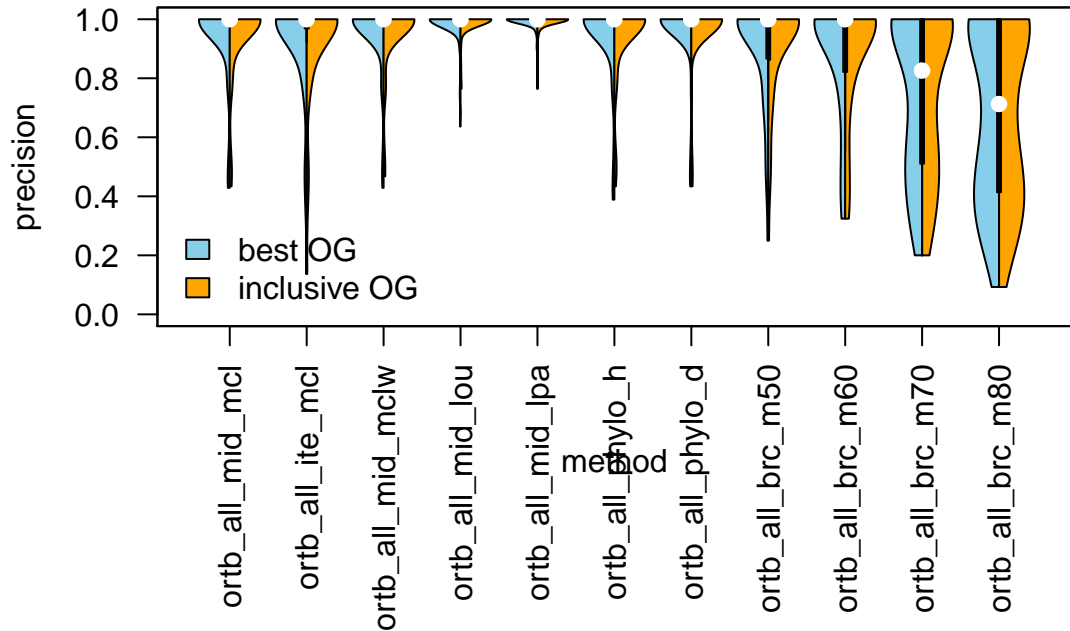 precision
1.0
0.8
0.6
0.4
0.2
0.0
best OG
inclusive OG
ortb_all_mid_mcl
ortb_all_ite_mcl
ortb_all_mid_mclw
ortb_all_mid_lou
ortb_all_mid_lpa
ortb_all_phylo_h
ortb_all_phylo_d
ortb_all_brc_m50
ortb_all_brc_m60
ortb_all_brc_m70
ortb_all_brc_m80
method